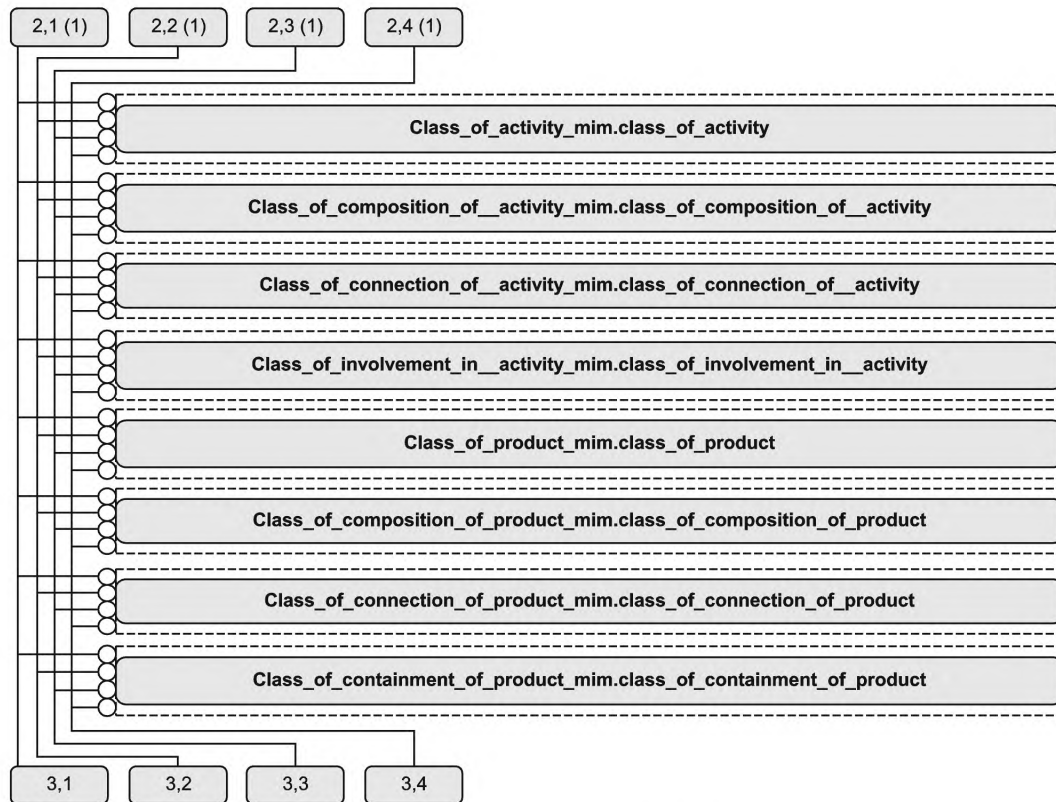 2,1 (1) 2,2 (1) 2,3 (1) 2,4 (1)
Class_of_activity_mim.class_of_activity
Class_of_composition_of__activity_mim.class_of_composition_of__activity
Class_of_connection_of__activity_mim.class_of_connection_of__activity
Class_of_involvement_in__activity_mim.class_of_involvement_in__activity
Class_of_product_mim.class_of_product
Class_of_composition_of_product_mim.class_of_composition_of_product
Class_of_connection_of_product_mim.class_of_connection_of_product
Class_of_containment_of_product_mim.class_of_containment_of_product
3,1 3,2 3,3 3,4